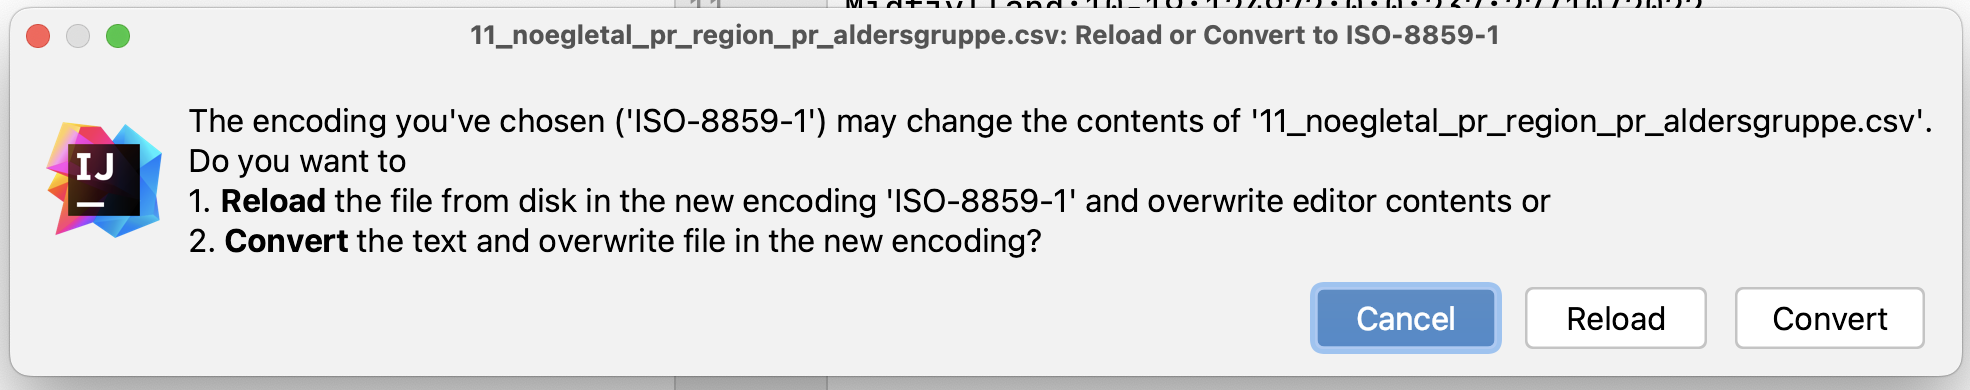 11_noegletal_pr_region_pr_aldersgruppe.csv: Reload or Convert to ISO-8859-1
The encoding you've chosen ('ISO-8859-1') may change the contents of '11_noegletal_pr_region_pr_aldersgruppe.csv'.
Do you want to
1. Reload the file from disk in the new encoding 'ISO-8859-1' and overwrite editor contents or
2. Convert the text and overwrite file in the new encoding?
IJ
Cancel Reload Convert